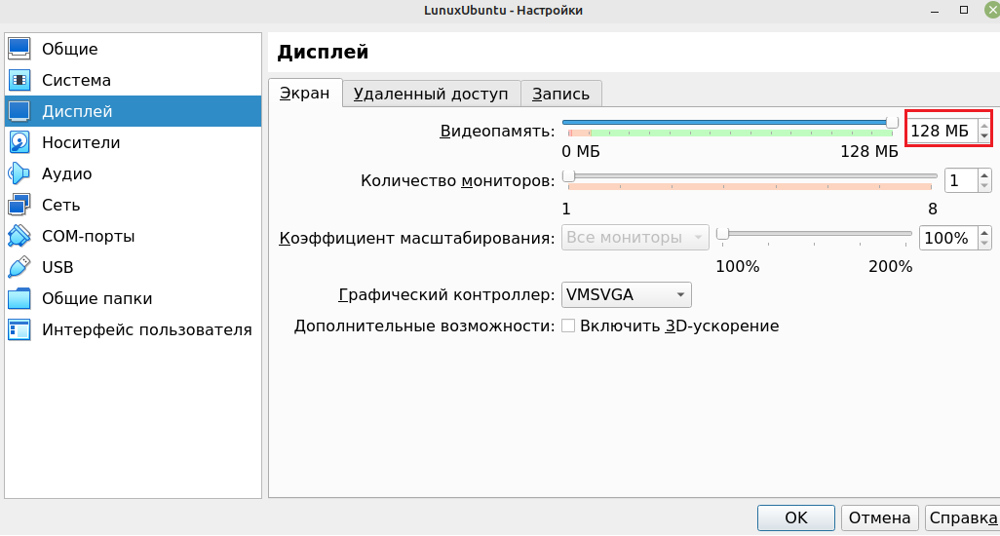 LunuxUbuntu - Настройки
Общие
Система
Дисплей
Носители
Аудио
Сеть
COM-порты
USB
Общие папки
Интерфейс пользователя
Дисплей
Экран Удаленный доступ Запись
Видеопамять: 128 МБ
0 МБ 128 МБ
Количество мониторов: 1
1 8
Коэффициент масштабирования: Все мониторы 100%
100% 200%
Графический контроллер: VMSVGA
Дополнительные возможности: Включить 3D-ускорение
OK Отмена Справка